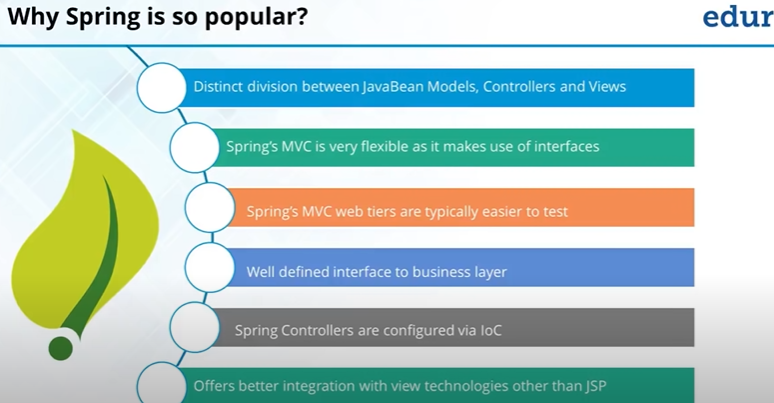 Why Spring is so popular?
edur
Distinct division between JavaBean Models, Controllers and Views
Spring's MVC is very flexible as it makes use of interfaces
Spring's MVC web tiers are typically easier to test
Well defined interface to business layer
Spring Controllers are configured via IoC
Offers better integration with view technologies other than JSP